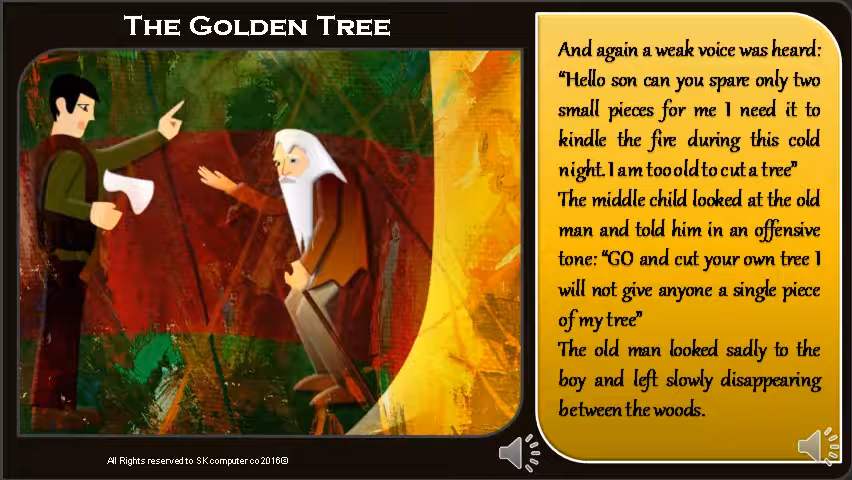 THE GOLDEN TREE
And again a weak voice was heard:
“Hello son can you spare only two
small pieces for me I need it to
kindle the fire during this cold
night.I am too old to cut a tree”
The middle child looked at the old
man and told him in an offensive
tone: “GO and cut your own tree I
will not give anyone a single piece
of my tree”
The old man looked sadly to the
boy and left slowly disappearing
between the woods.
All Rights reserved to SK computer co 2016©